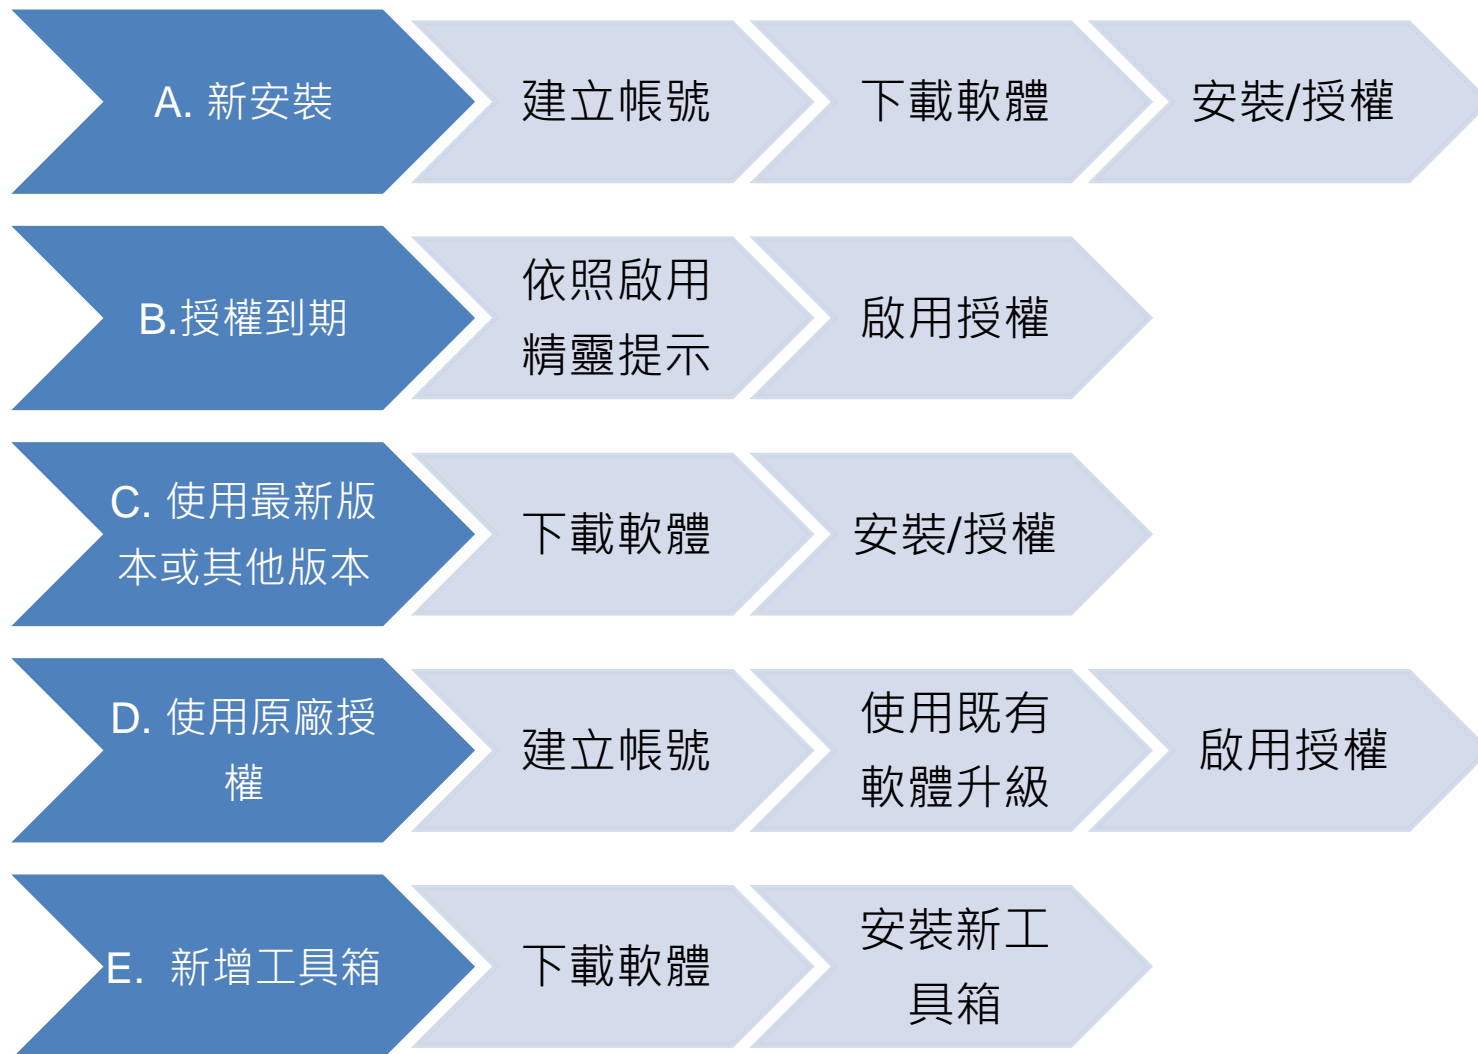 A. 新安裝
建立帳號
下載軟體
安裝/授權
B.授權到期
依照啟用
精靈提示
啟用授權
C. 使用最新版
本或其他版本
下載軟體
安裝/授權
D. 使用原廠授
權
建立帳號
使用既有
軟體升級
啟用授權
E. 新增工具箱
下載軟體
安裝新工
具箱